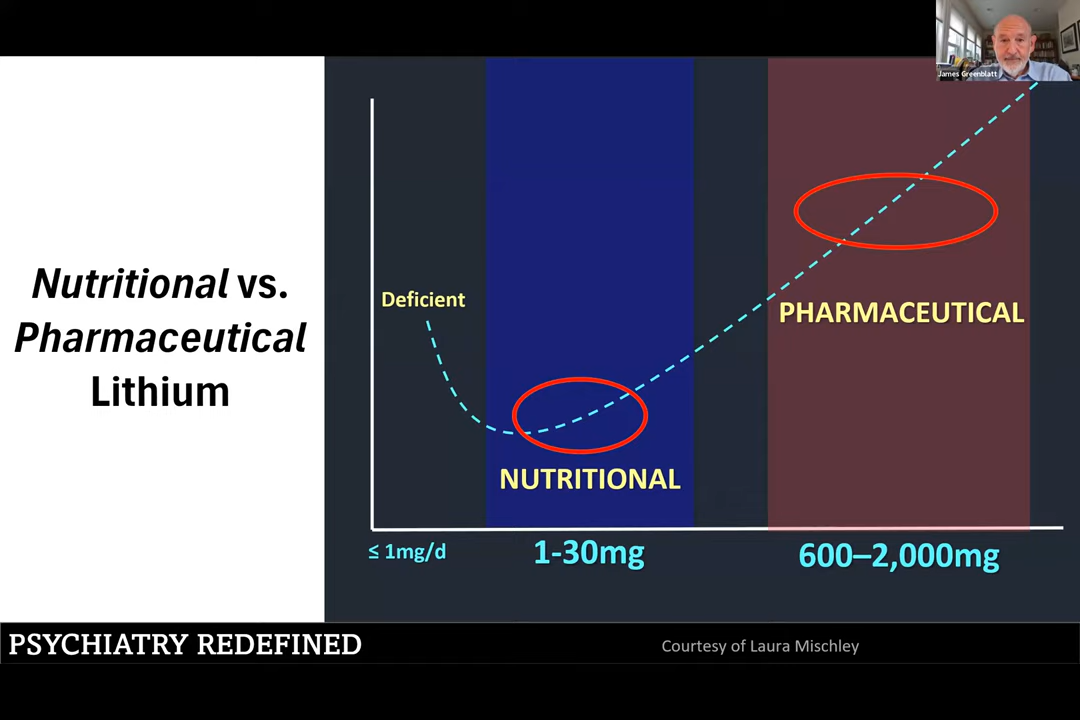 James Greenblatt
Nutritional vs.
Pharmaceutical
Lithium
Deficient
PHARMACEUTICAL
NUTRITIONAL
≤ 1mg/d
1-30mg
600–2,000mg
PSYCHIATRY REDEFINED
Courtesy of Laura Mischley